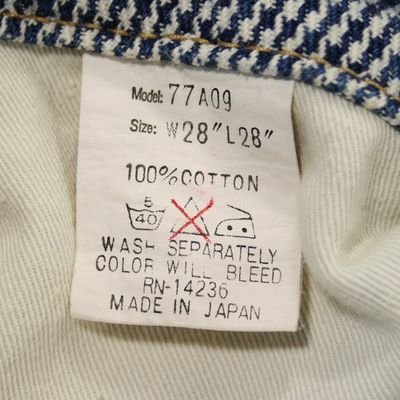 Model: 77A09
Size: W28" L28"
100% COTTON
5
40
WASH SEPARATELY
COLOR WILL BLEED
RN-14236
MADE IN JAPAN